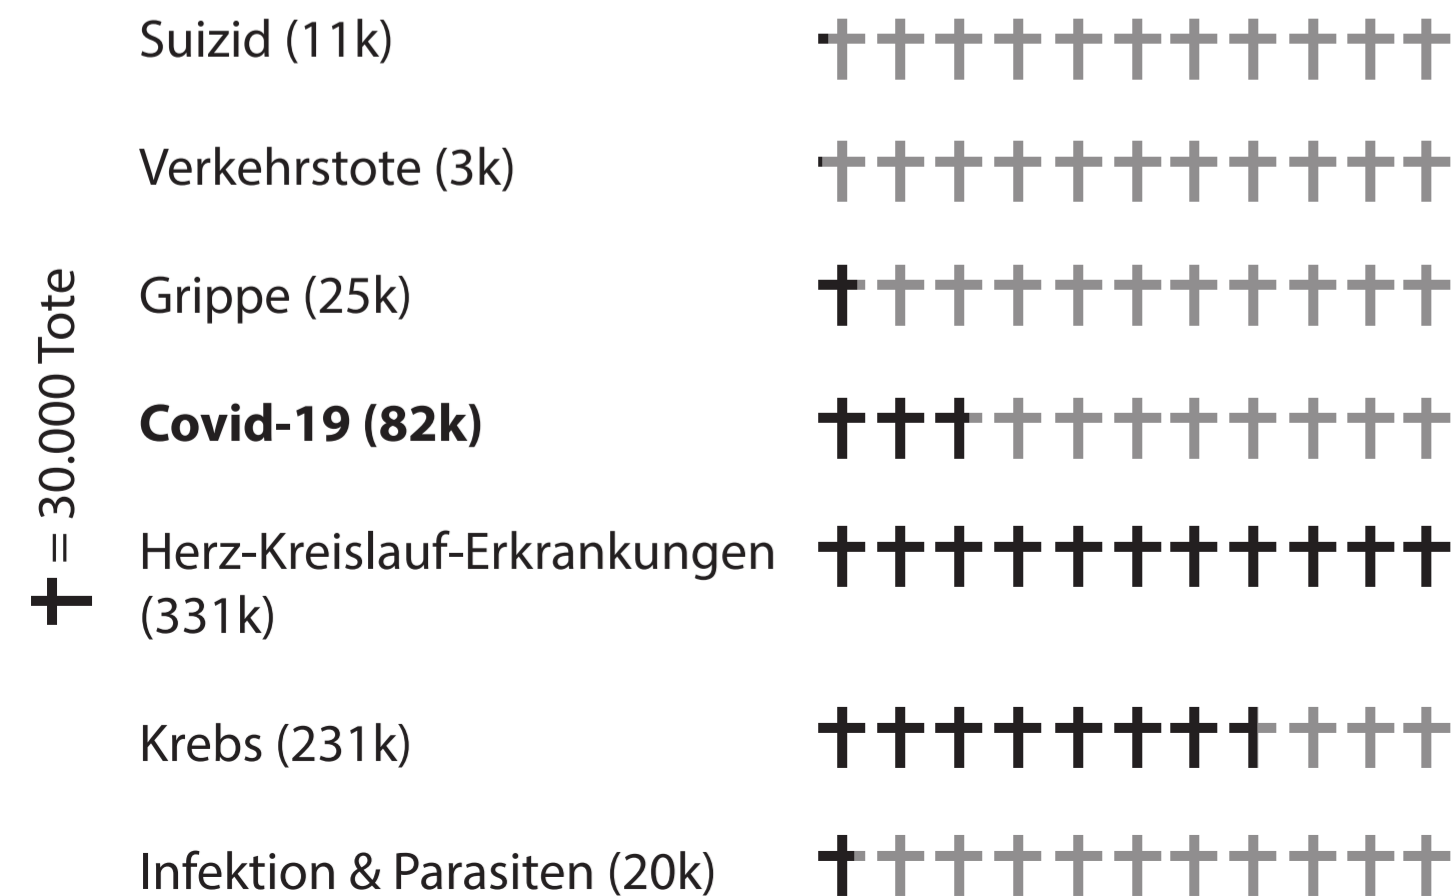 Suizid (11k)
Verkehrstote (3k)
= 30.000 Tote
Grippe (25k)
Covid-19 (82k)
Herz-Kreislauf-Erkrankungen
(331k)
Krebs (231k)
Infektion & Parasiten (20k)